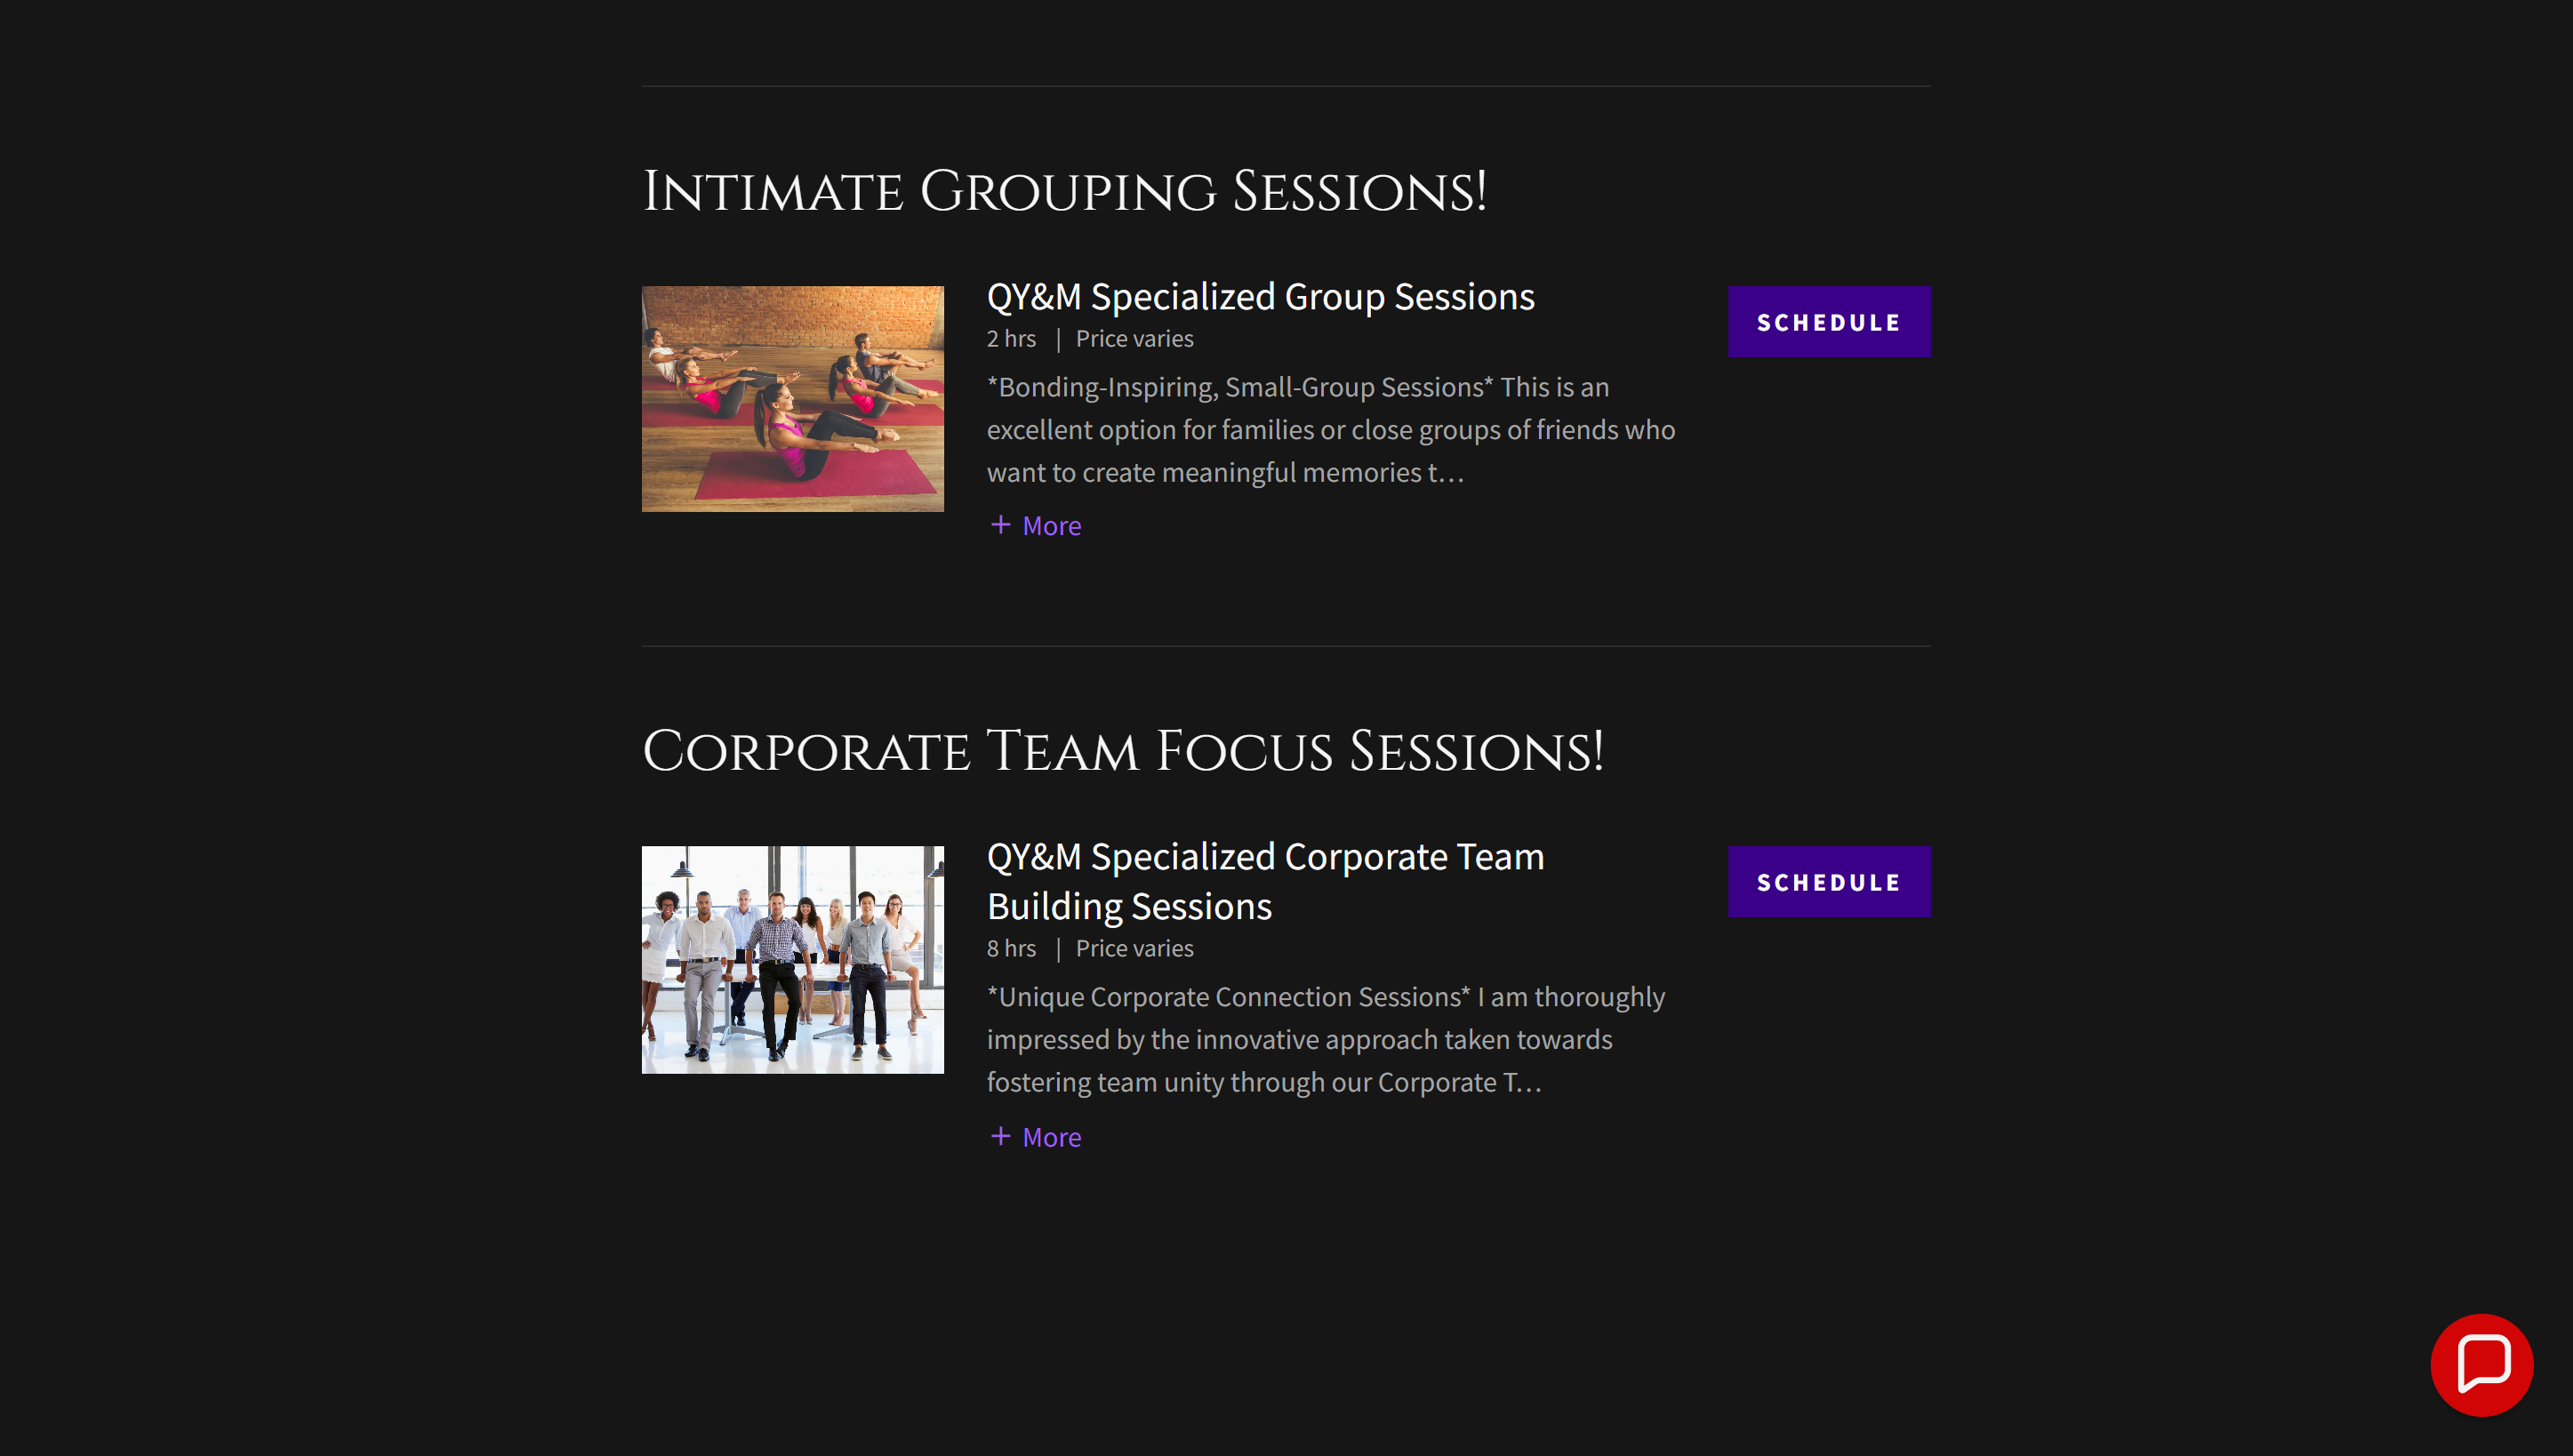 Intimate Grouping Sessions!
QY&M Specialized Group Sessions
2 hrs | Price varies
SCHEDULE
*Bonding-Inspiring, Small-Group Sessions* This is an
excellent option for families or close groups of friends who
want to create meaningful memories t...
+ More
Corporate Team Focus Sessions!
QY&M Specialized Corporate Team
Building Sessions
8 hrs | Price varies
SCHEDULE
*Unique Corporate Connection Sessions* I am thoroughly
impressed by the innovative approach taken towards
fostering team unity through our Corporate T...
+ More